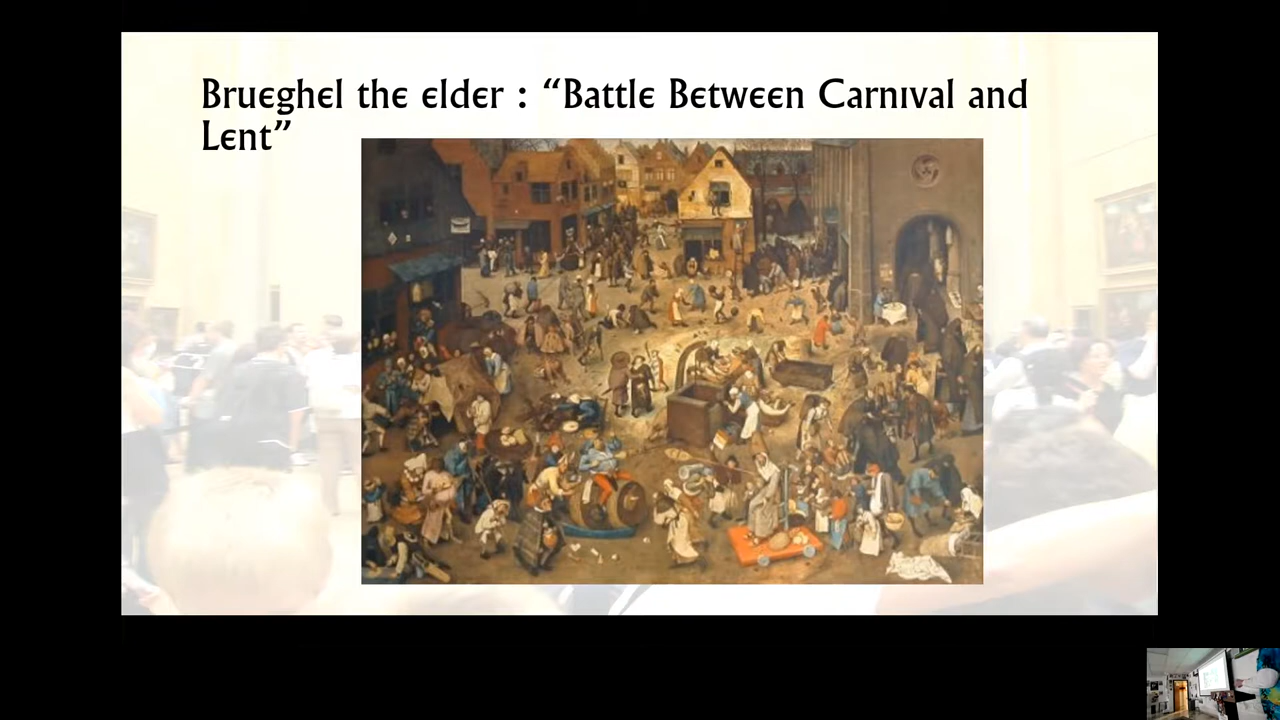 Brueghel the elder : “Battle Between Carnival and
Lent”